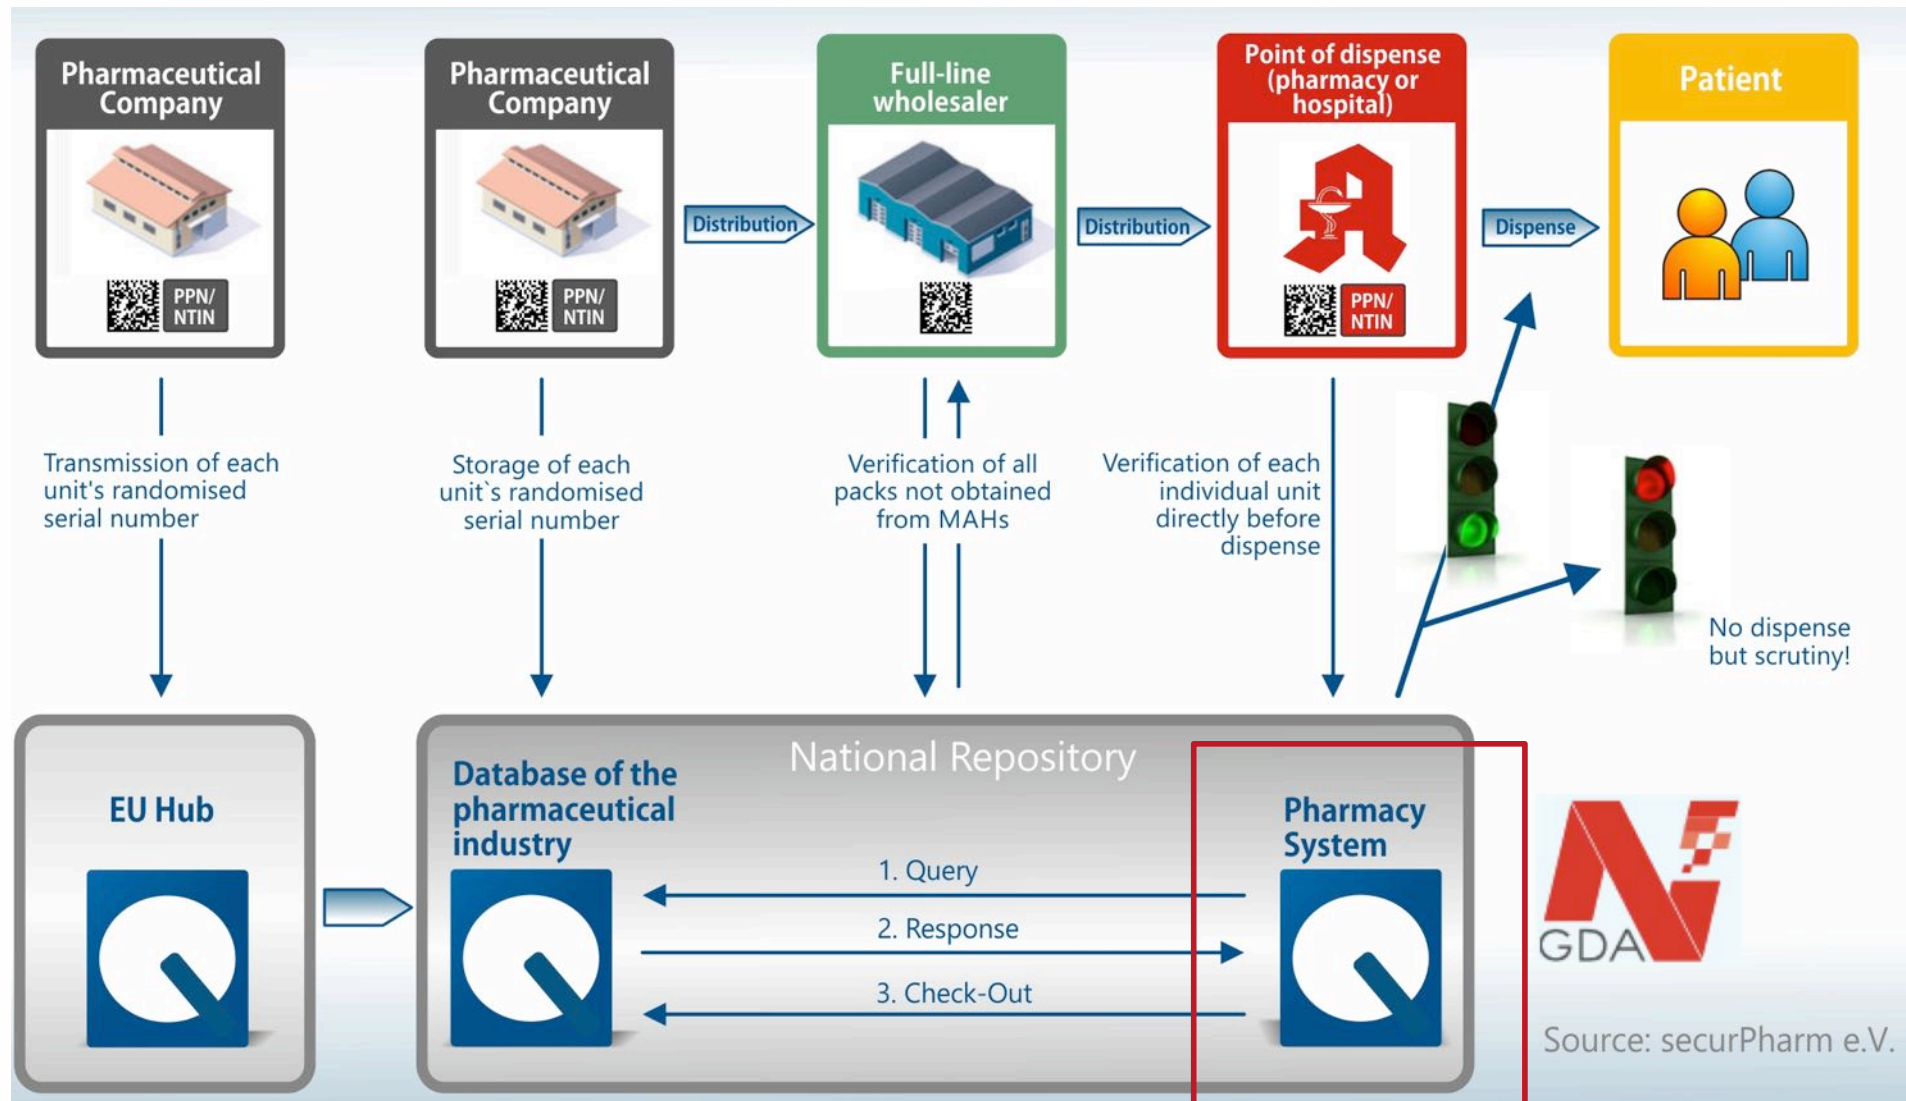 Pharmaceutical
Company
PPN/
NTIN
Pharmaceutical
Company
PPN/
NTIN
Distribution
Full-line
wholesaler
Distribution
Point of dispense
(pharmacy or
hospital)
PPN/
NTIN
Dispense
Patient
Transmission of each
unit's randomised
serial number
Storage of each
unit`s randomised
serial number
Verification of all
packs not obtained
from MAHs
Verification of each
individual unit
directly before
dispense
No dispense
but scrutiny!
EU Hub
National Repository
Database of the
pharmaceutical
industry
Pharmacy
System
1. Query
2. Response
3. Check-Out
N
GDA
Source: securPharm e.V.